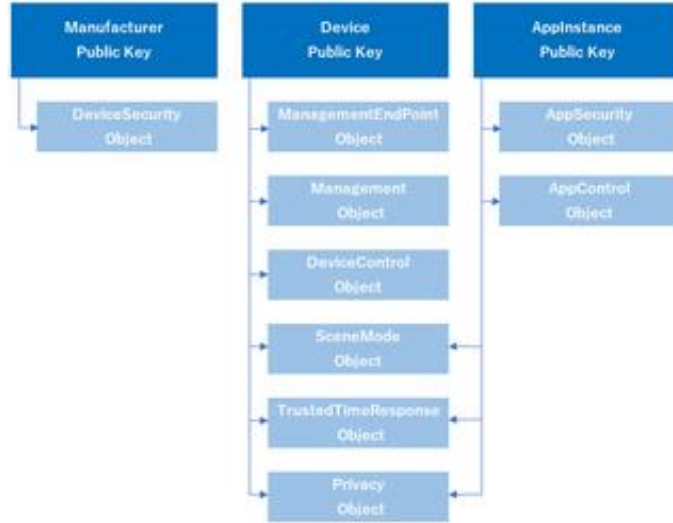 Manufacturer
Public Key
Device
Public Key
AppInstance
Public Key
DeviceSecurity
Object
ManagementEndPoint
Object
AppSecurity
Object
Management
Object
AppControl
Object
DeviceControl
Object
SceneMode
Object
TrustedTimeResponse
Object
Privacy
Object